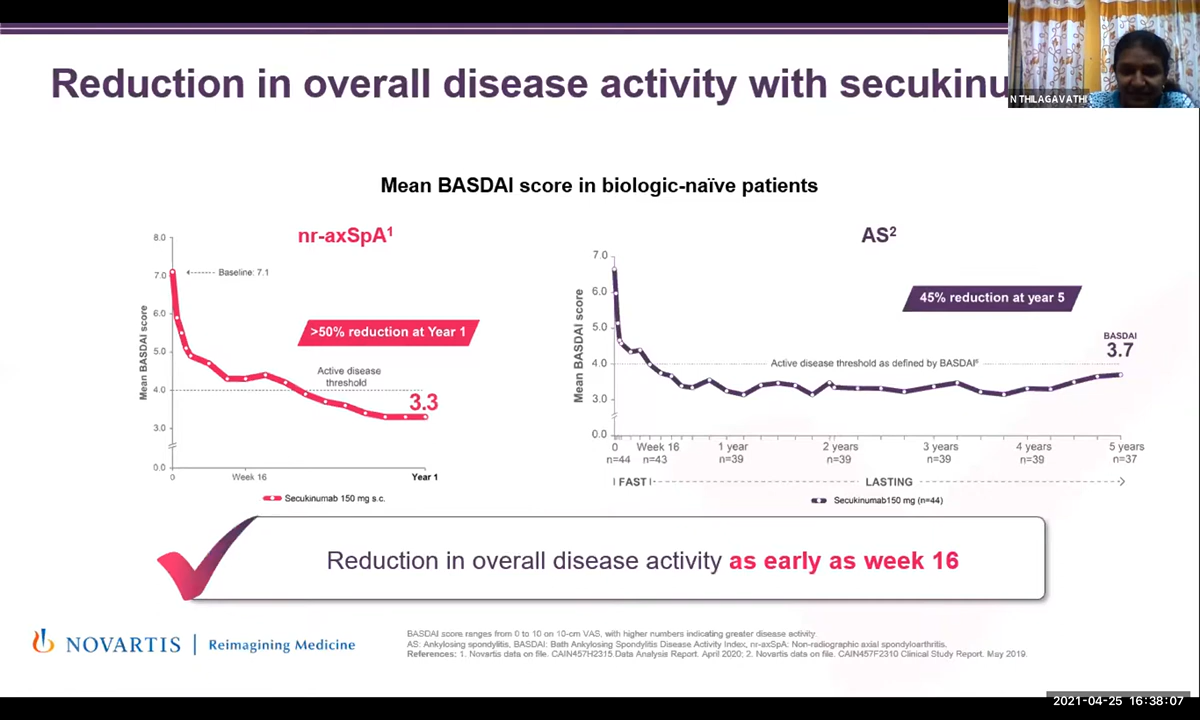 Reduction in overall disease activity with secukinu
N THILAGAVATHI
Mean BASDAI score in biologic-naïve patients
nr-axSpA1
Mean BASDAI score
8.0
7.0
6.0
5.0
4.0
3.0
0.0
Baseline: 7.1
>50% reduction at Year 1
Active disease
threshold
3.3
0
Week 16
Year 1
Secukinumab 150 mg s.c.
AS2
Mean BASDAI SCORE
7.0
6.0
5.0
4.0
3.0
0.0
45% reduction at year 5
BASDAI
3.7
Active disease threshold as defined by BASDAI6
0 Week 16 1 year 2 years 3 years 4 years 5 years
n=44 n=43 n=39 n=39 n=39 n=39 n=37
FAST LASTING
Secukinumab150 mg (n=44)
Reduction in overall disease activity as early as week 16
NOVARTIS | Reimagining Medicine
BASDAI score ranges from 0 to 10 on 10-cm VAS, with higher numbers indicating greater disease activity.
AS: Ankylosing spondylitis, BASDAI: Bath Ankylosing Spondylitis Disease Activity Index, nr-axSpA: Non-radiographic axial spondyloarthritis.
References: 1. Novartis data on file. CAIN457H2315 Data Analysis Report. April 2020; 2. Novartis data on file. CAIN457F2310 Clinical Study Report. May 2019.
2021-04-25 16:38:07